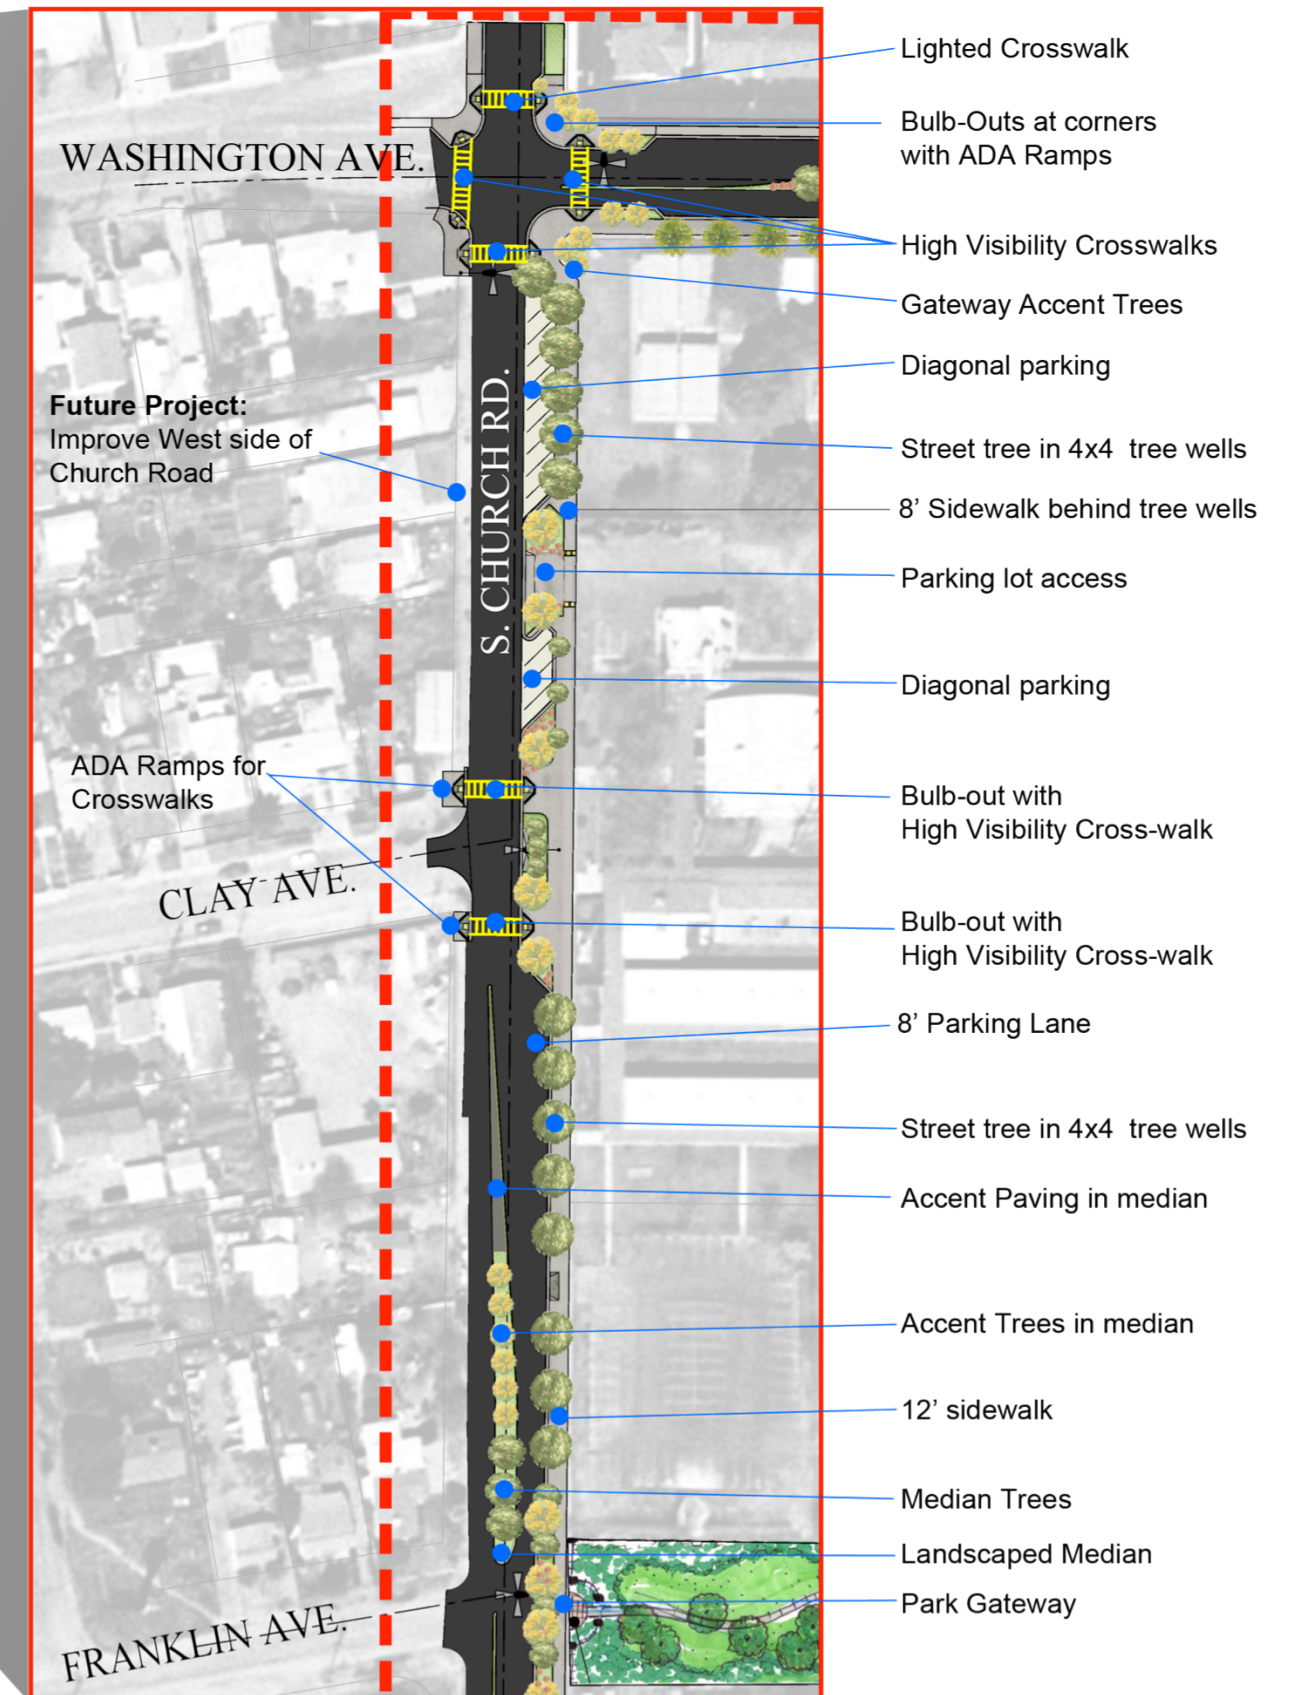 Lighted Crosswalk
Bulb-Outs at corners
with ADA Ramps
WASHINGTON AVE.
High Visibility Crosswalks
Gateway Accent Trees
Diagonal parking
Future Project:
Improve West side of
Church Road
S. CHURCH RD.
Street tree in 4x4  tree wells
8’ Sidewalk behind tree wells
Parking lot access
Diagonal parking
ADA Ramps for
Crosswalks
Bulb-out with
High Visibility Cross-walk
CLAY AVE.
Bulb-out with
High Visibility Cross-walk
8’ Parking Lane
Street tree in 4x4  tree wells
Accent Paving in median
Accent Trees in median
12’ sidewalk
Median Trees
Landscaped Median
Park Gateway
FRANKLIN AVE.